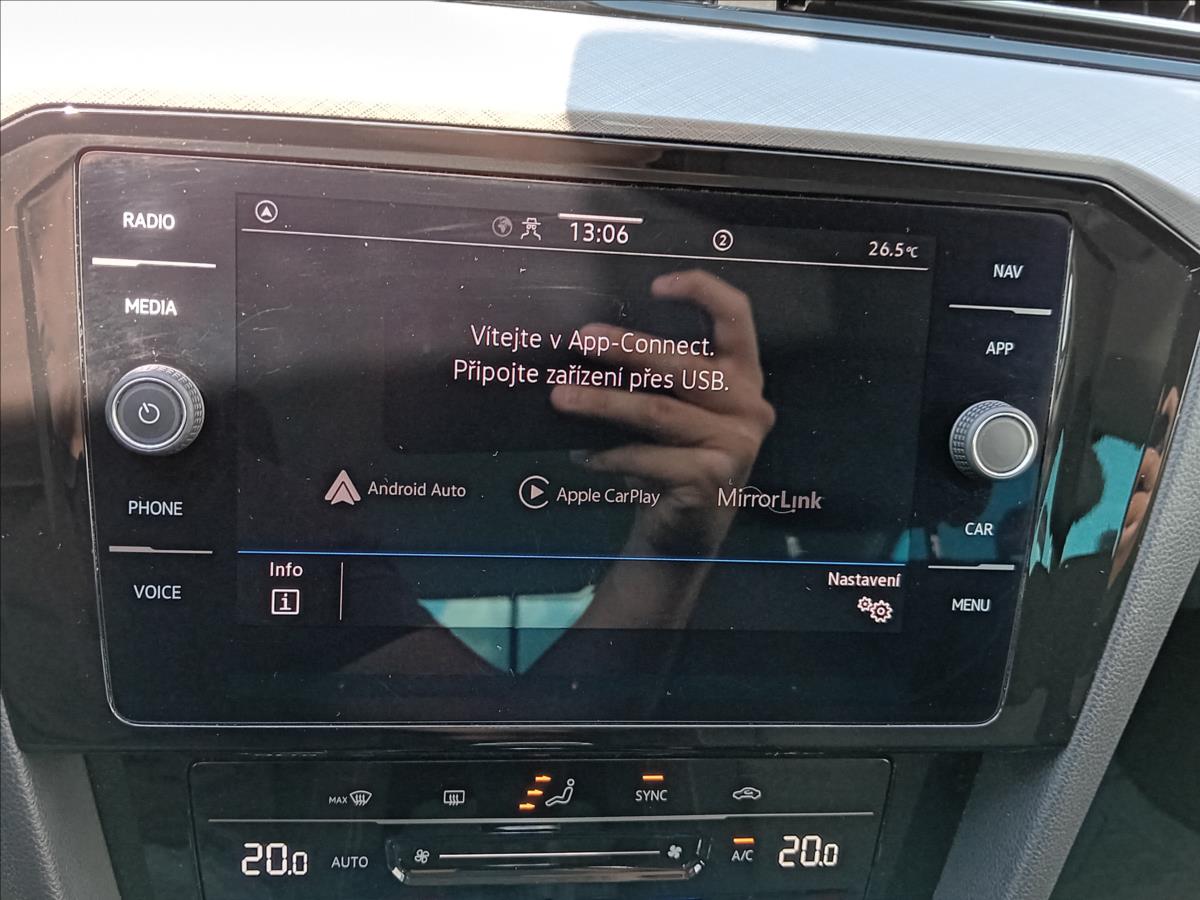 RADIO
13:06
2
26.5°C
NAV
MEDIA
APP
Vítejte v App-Connect.
Připojte zařízení přes USB.
Android Auto
Apple CarPlay
MirrorLink
PHONE
CAR
Info
i
Nastavení
VOICE
MENU
MAX
SYNC
20.0
AUTO
A/C
20.0